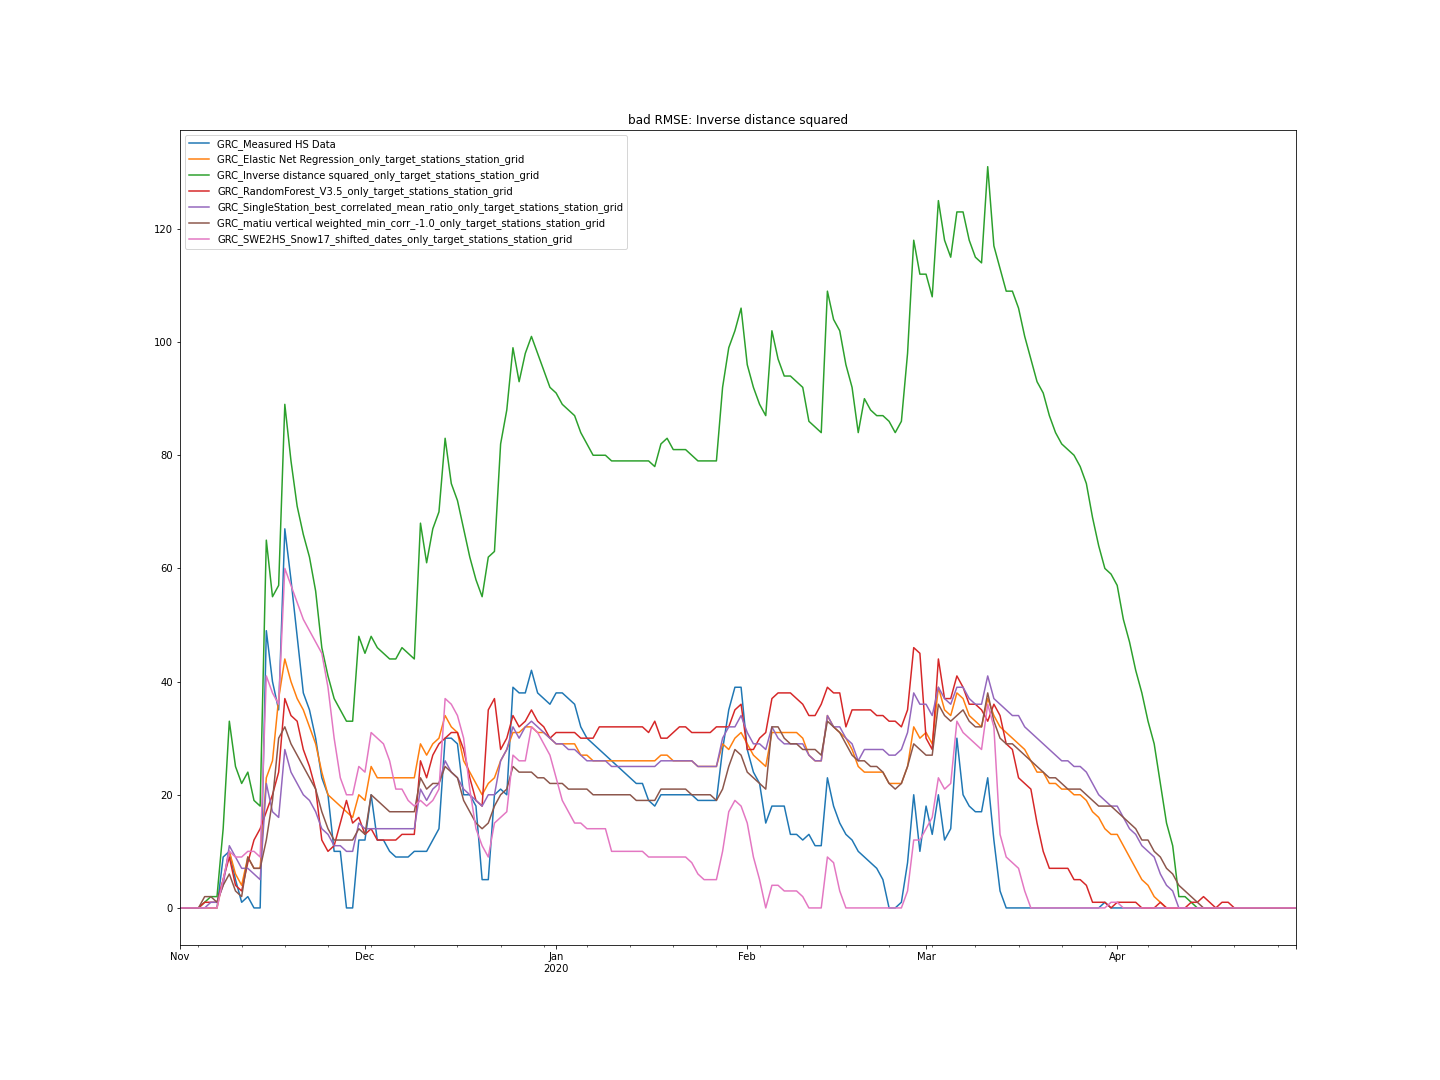 bad RMSE: Inverse distance squared
GRC_Measured HS Data
GRC_Elastic Net Regression_only_target_stations_station_grid
GRC_Inverse distance squared_only_target_stations_station_grid
GRC_RandomForest_V3.5_only_target_stations_station_grid
GRC_SingleStation_best_correlated_mean_ratio_only_target_stations_station_grid
GRC_matiu vertical weighted_min_corr_-1.0_only_target_stations_station_grid
GRC_SWE2HS_Snow17_shifted_dates_only_target_stations_station_grid
120
100
80
60
40
20
0
Nov Dec Jan Feb Mar Apr
2020